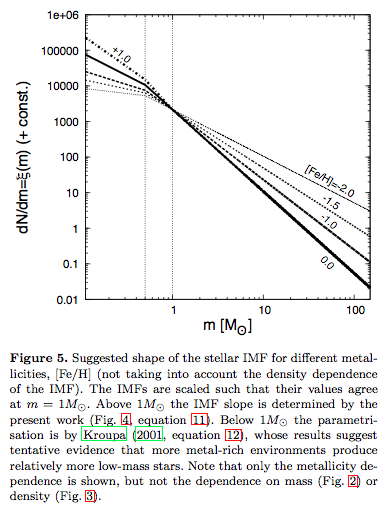 1e+06
100000
10000
1000
100
10
1
0.1
0.01
dN/dm=ξ(m) (+ const.)
+1.0
[Fe/H]=-2.0
-1.5
-1.0
0.0
1
10
100
m [M⊙]
Figure 5. Suggested shape of the stellar IMF for different metal-
licities, [Fe/H] (not taking into account the density dependence
of the IMF). The IMFs are scaled such that their values agree
at m = 1M⊙. Above 1M⊙ the IMF slope is determined by the
present work (Fig. 4, equation 11). Below 1M⊙ the parametri-
sation is by Kroupa (2001, equation 12), whose results suggest
tentative evidence that more metal-rich environments produce
relatively more low-mass stars. Note that only the metallicity de-
pendence is shown, but not the dependence on mass (Fig. 2) or
density (Fig. 3).